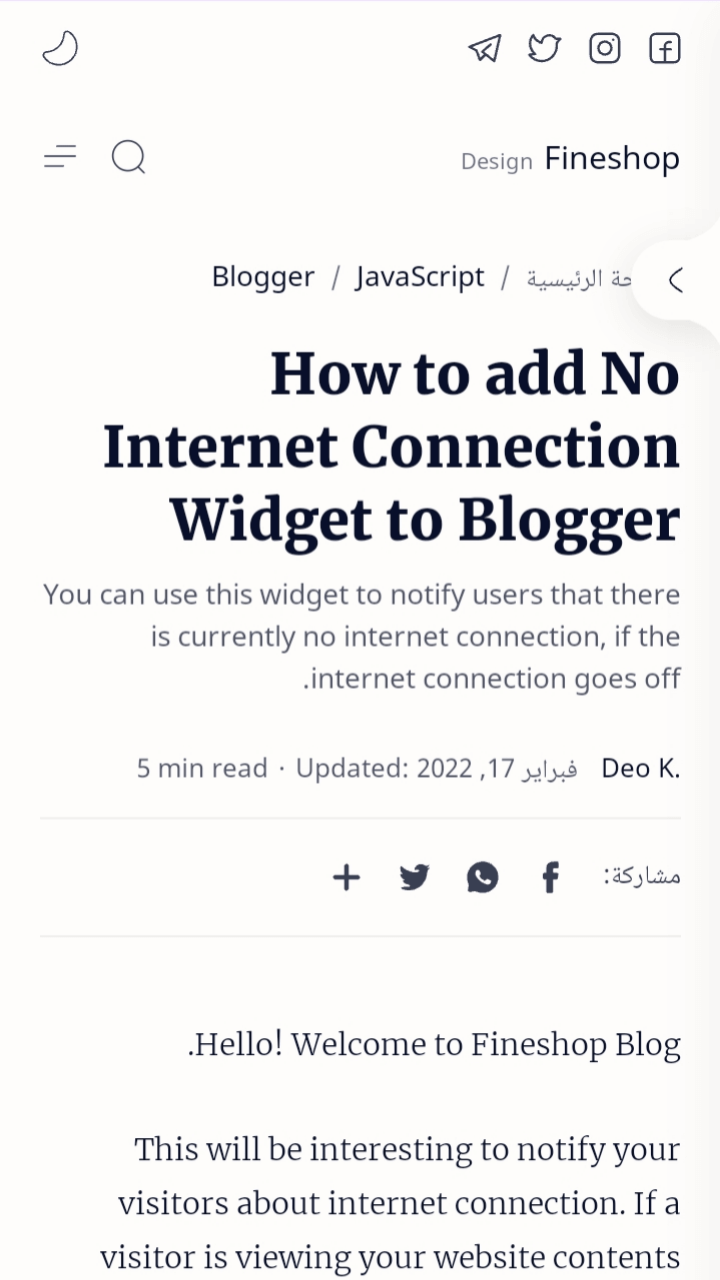 Fineshop Design
حة الرئيسية / JavaScript / Blogger
How to add No
Internet Connection
Widget to Blogger
You can use this widget to notify users that there
is currently no internet connection, if the
.internet connection goes off
Deo K. فبراير 17, 2022 Updated: · 5 min read
مشاركة:
.Hello! Welcome to Fineshop Blog
This will be interesting to notify your
visitors about internet connection. If a
visitor is viewing your website contents